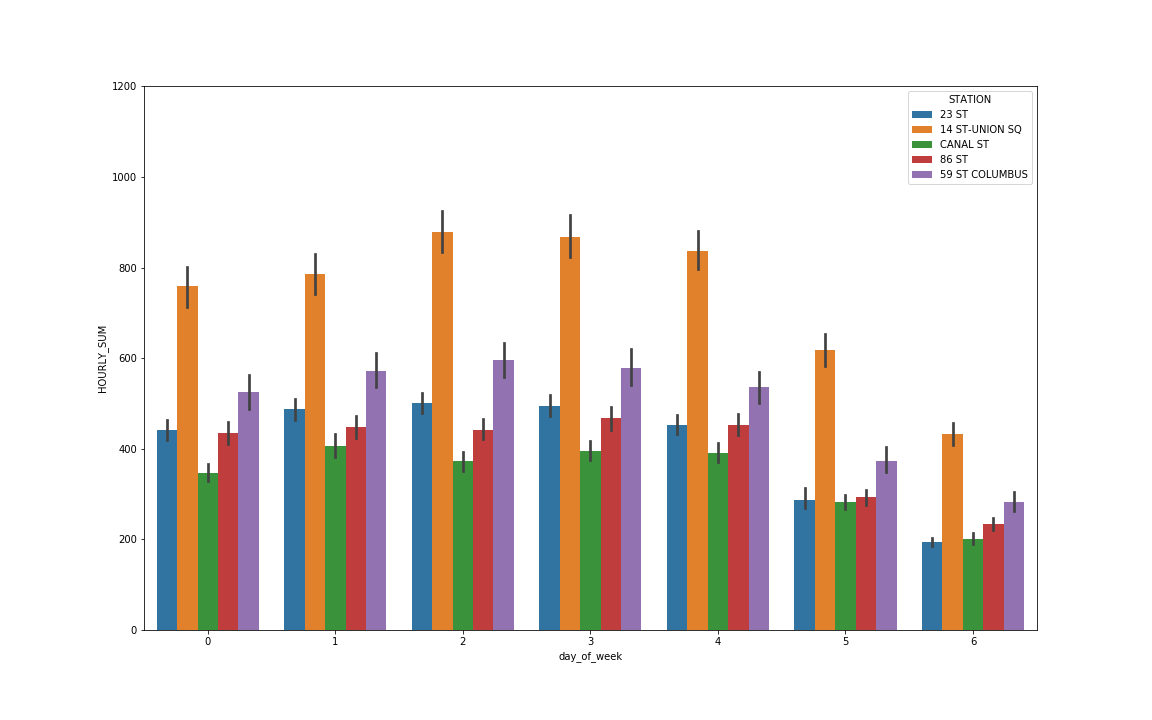 1200
1000
800
600
400
200
0
HOURLY_SUM
STATION
23 ST
14 ST-UNION SQ
CANAL ST
86 ST
59 ST COLUMBUS
0 1 2 3 4 5 6
day_of_week